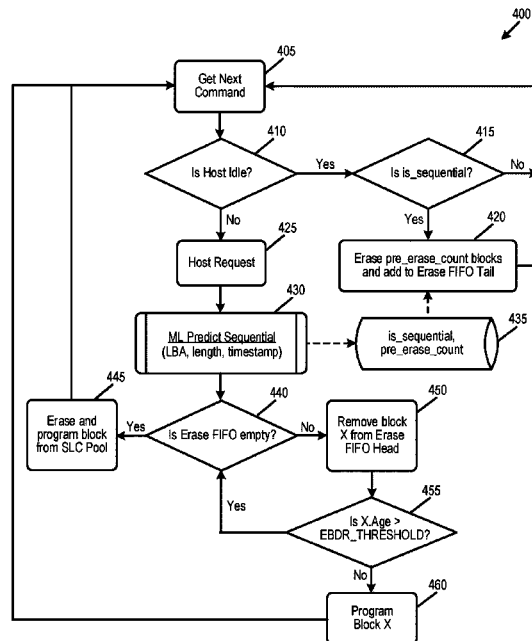 400
405
Get Next
Command
410
Is Host Idle?
Yes
415
Is is_sequential?
No
No
Yes
425
Host Request
420
Erase pre_erase_count blocks
and add to Erase FIFO Tail
430
ML Predict Sequential
(LBA, length, timestamp)
435
is_sequential,
pre_erase_count
445
Erase and
program block
from SLC Pool
Yes
440
Is Erase FIFO empty?
No
450
Remove block
X from Erase
FIFO Head
Yes
455
Is X.Age >
EBDR_THRESHOLD?
No
460
Program
Block X